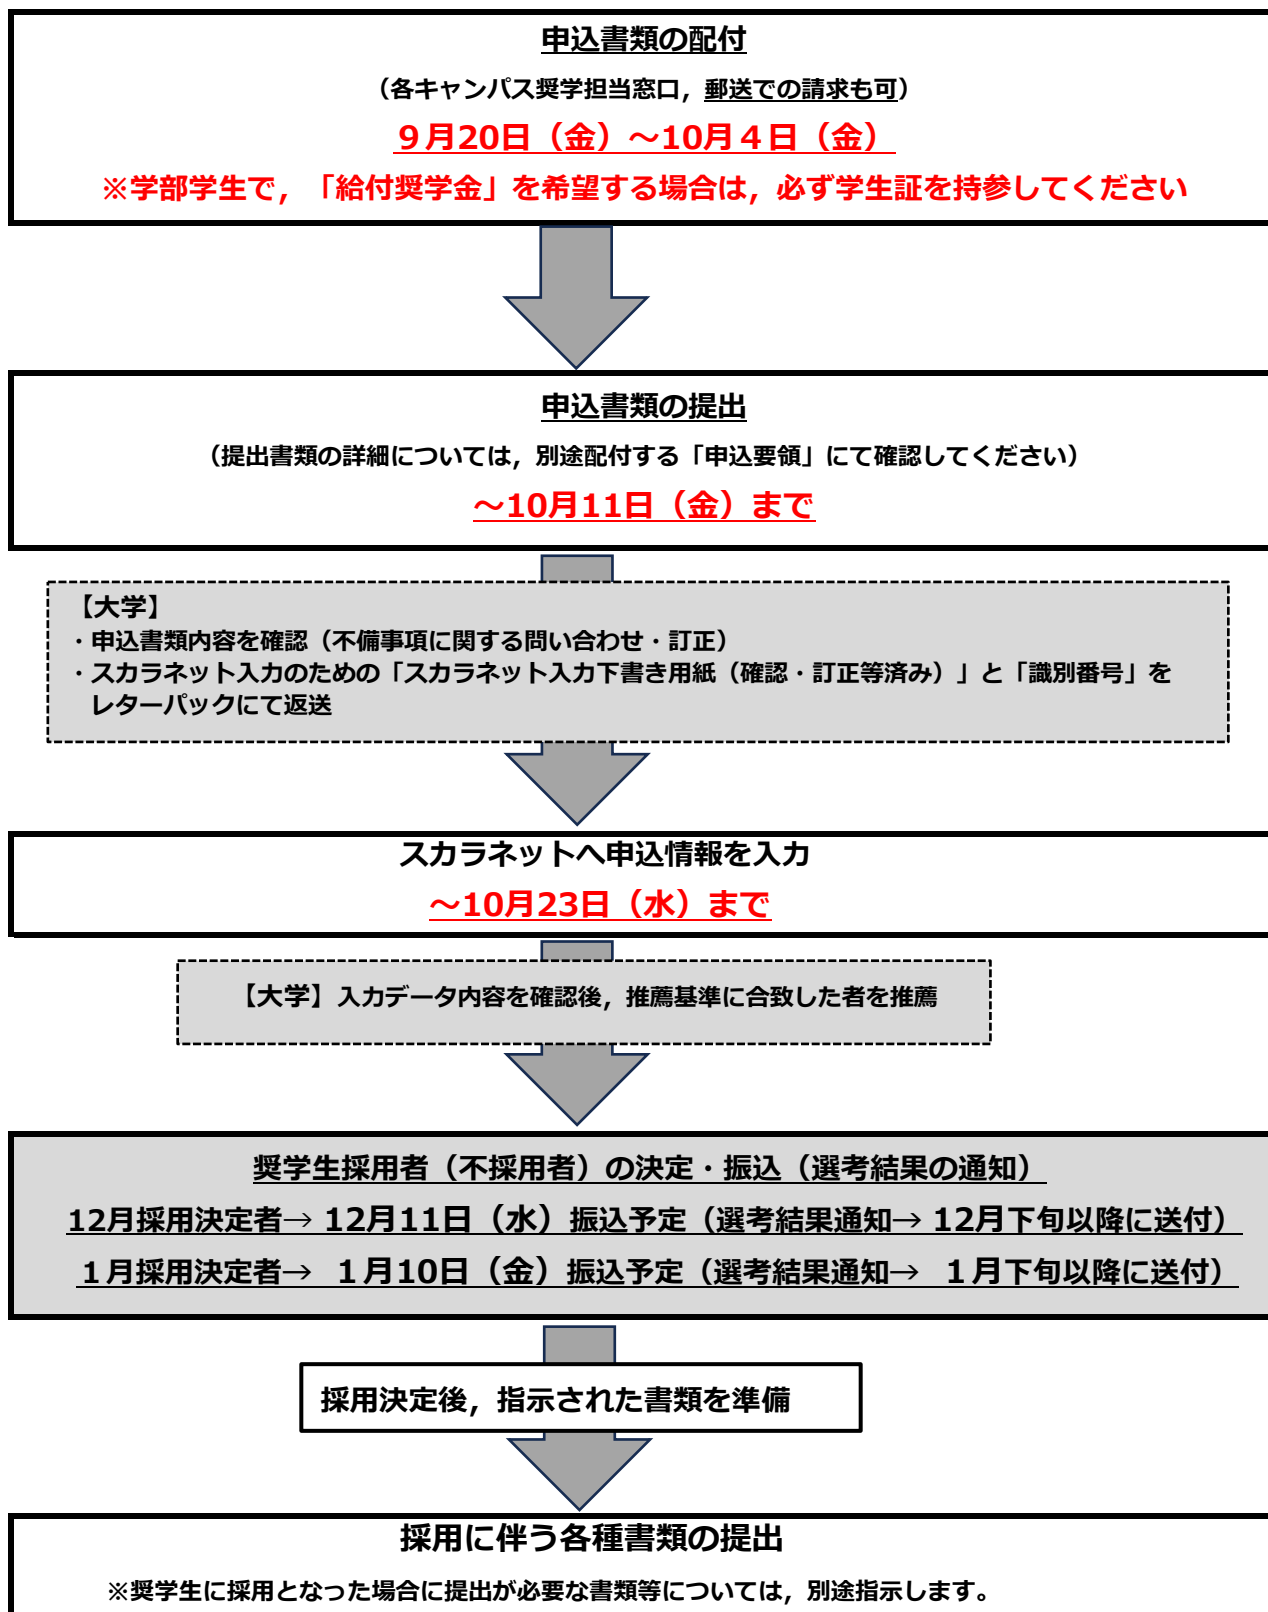 申込書類の配付
（各キャンパス奨学担当窓口，郵送での請求も可）
９月20日（金）～10月４日（金）
※学部学生で，「給付奨学金」を希望する場合は，必ず学生証を持参してください
申込書類の提出
（提出書類の詳細については，別途配付する「申込要領」にて確認してください）
～10月11日（金）まで
【大学】
・申込書類内容を確認（不備事項に関する問い合わせ・訂正）
・スカラネット入力のための「スカラネット入力下書き用紙（確認・訂正等済み）」と「識別番号」を
レターパックにて返送
スカラネットへ申込情報を入力
～10月23日（水）まで
【大学】入力データ内容を確認後，推薦基準に合致した者を推薦
奨学生採用者（不採用者）の決定・振込（選考結果の通知）
12月採用決定者→ 12月11日（水）振込予定（選考結果通知→ 12月下旬以降に送付）
１月採用決定者→ １月10日（金）振込予定（選考結果通知→ １月下旬以降に送付）
採用決定後，指示された書類を準備
採用に伴う各種書類の提出
※奨学生に採用となった場合に提出が必要な書類等については，別途指示します。